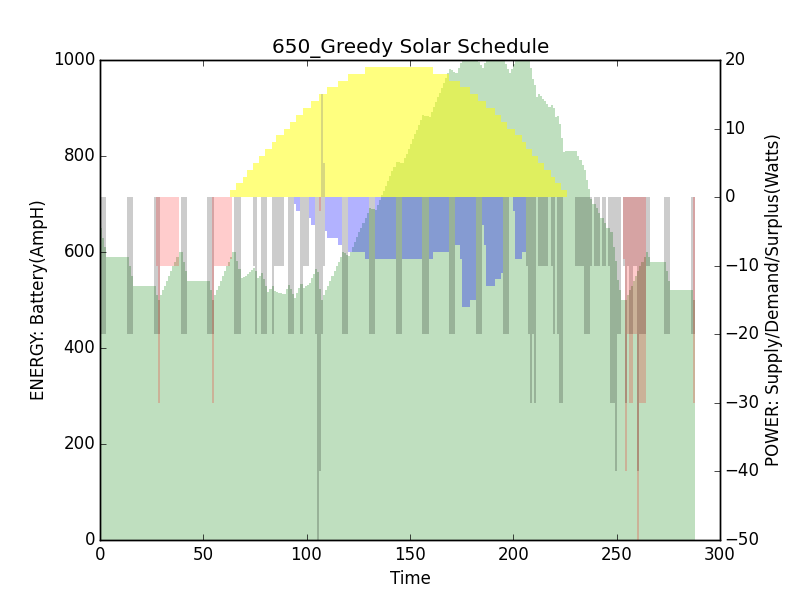 650_Greedy Solar Schedule
1000
800
600
400
200
0
ENERGY: Battery(AmpH)
20
10
0
−10
−20
−30
−40
−50
POWER: Supply/Demand/Surplus(Watts)
0 50 100 150 200 250 300
Time